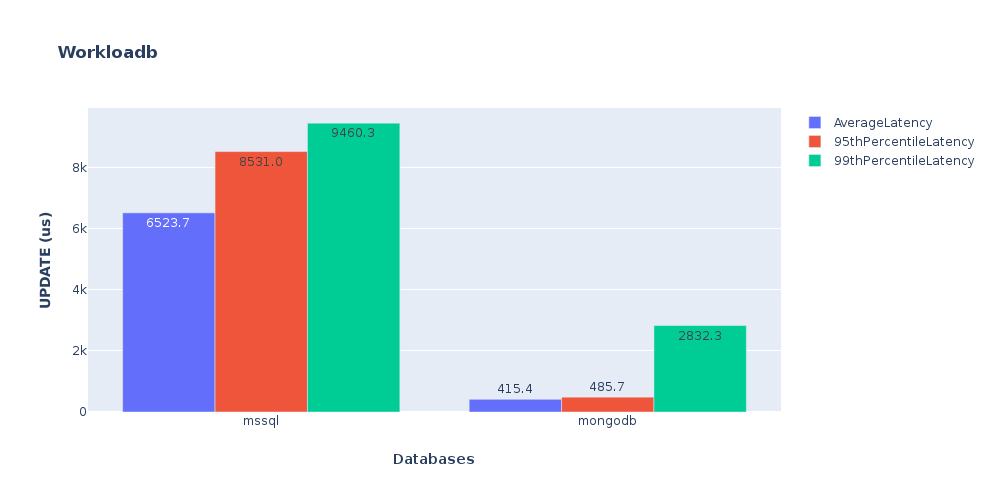 Workloadb
AverageLatency
95thPercentileLatency
99thPercentileLatency
UPDATE (us)
8k
6k
4k
2k
0
6523.7
8531.0
9460.3
415.4
485.7
2832.3
mssql
mongodb
Databases